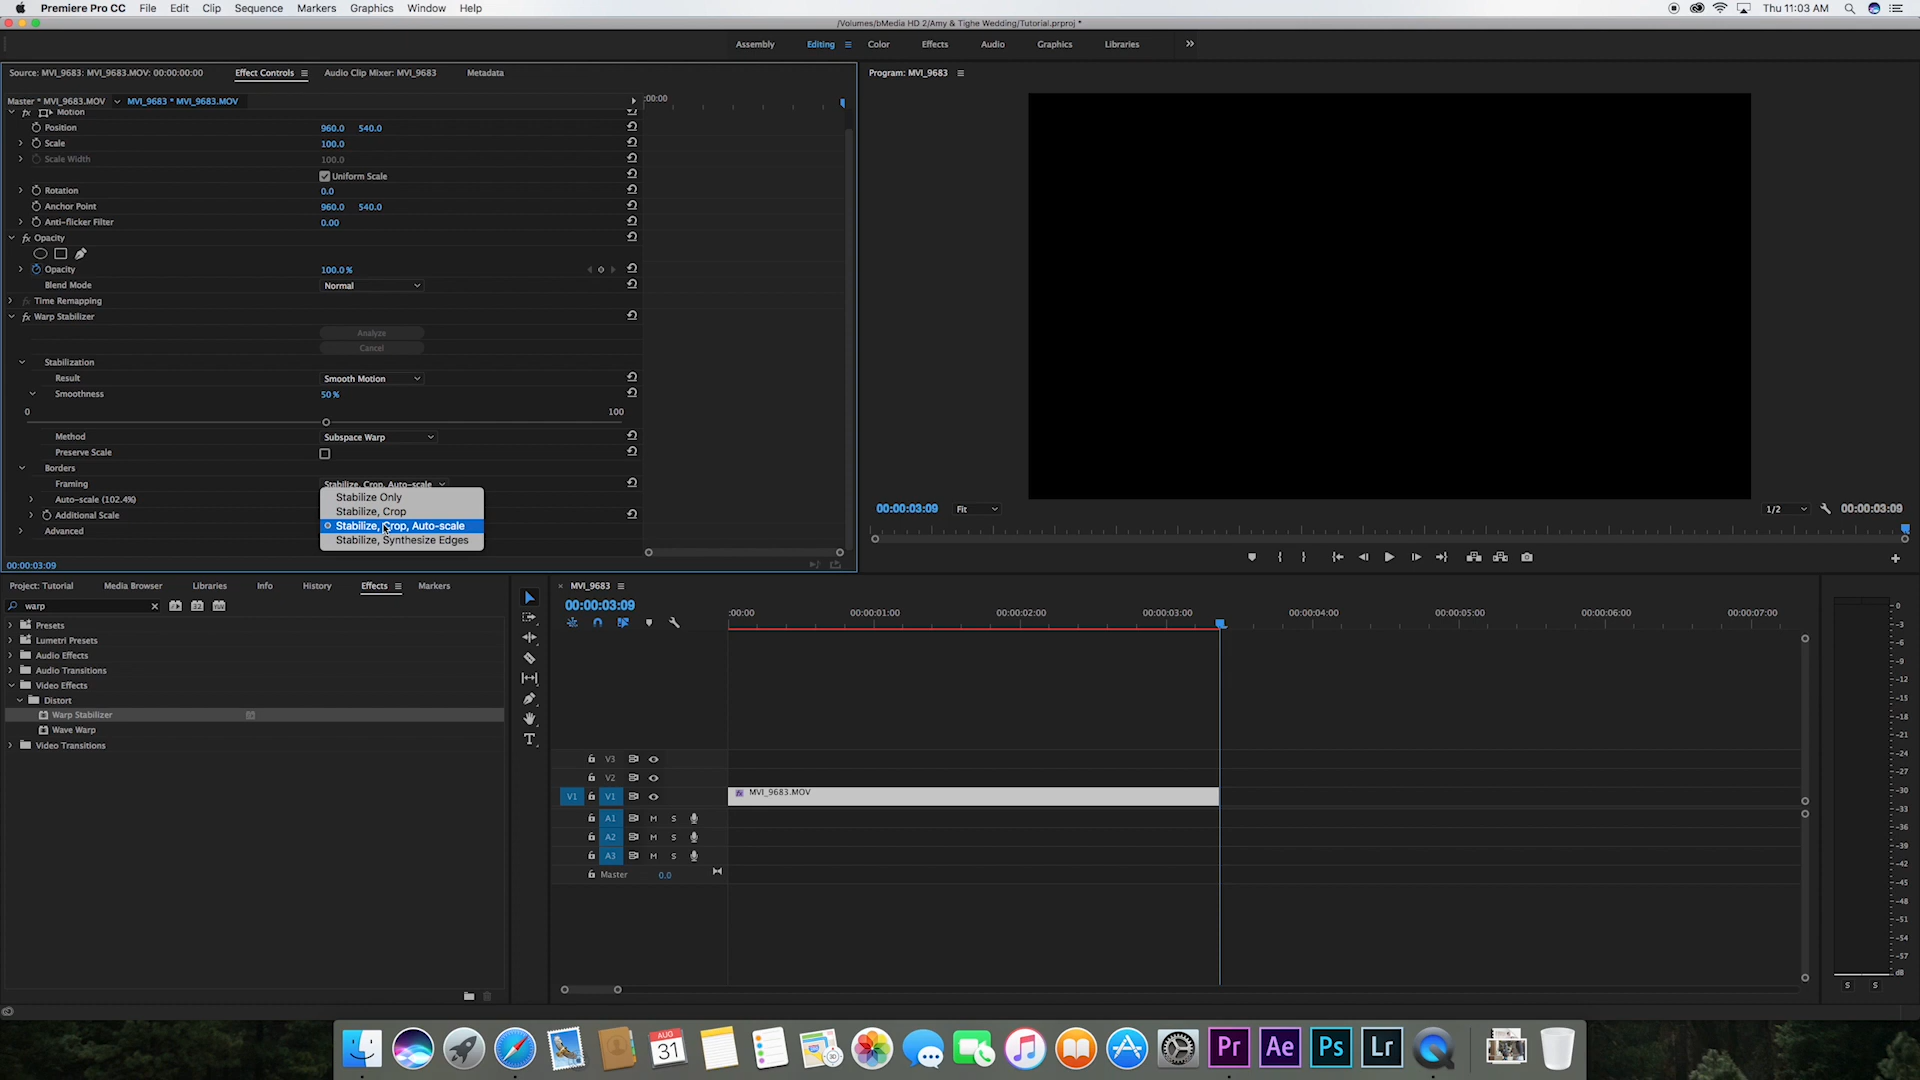 Premiere Pro CC File Edit Clip Sequence Markers Graphics Window Help Thu 11:03 AM
/Volumes/bMedia HD 2/Amy & Tighe Wedding/Tutorial.prproj *
Assembly Editing Color Effects Audio Graphics Libraries
Source: MVI_9683: MVI_9683.MOV: 00:00:00:00 Effect Controls Audio Clip Mixer: MVI_9683 Metadata
Program: MVI_9683
Master * MVI_9683.MOV MVI_9683 * MVI_9683.MOV
:00:00
fx Motion
Position 960.0 540.0
Scale 100.0
Scale Width 100.0
Uniform Scale
Rotation 0.0
Anchor Point 960.0 540.0
Anti-flicker Filter 0.00
fx Opacity
Opacity 100.0 %
Blend Mode Normal
fx Time Remapping
fx Warp Stabilizer
Analyze
Cancel
Stabilization
Result Smooth Motion
Smoothness 50 %
0 100
Method Subspace Warp
Preserve Scale
Borders
Framing Stabilize, Crop, Auto-scale
Auto-scale (102.4%)
Additional Scale
Advanced
Stabilize Only
Stabilize, Crop
Stabilize, Crop, Auto-scale
Stabilize, Synthesize Edges
00:00:03:09
00:00:03:09 Fit 1/2 00:00:03:09
Project: Tutorial Media Browser Libraries Info History Effects Markers
warp
32 YUV
Presets
Lumetri Presets
Audio Effects
Audio Transitions
Video Effects
Distort
Warp Stabilizer
Wave Warp
Video Transitions
T
× MVI_9683
00:00:03:09
:00:00 00:00:01:00 00:00:02:00 00:00:03:00 00:00:04:00 00:00:05:00 00:00:06:00 00:00:07:00
V3
V2
V1 V1
fx MVI_9683.MOV
A1 M S
A2 M S
A3 M S
Master 0.0
0
-3
-6
-9
-12
-15
-18
-21
-24
-27
-30
-33
-36
-39
-42
-45
-48
-51
-54
-57
dB
S S
AUG
31
Pr Ae Ps Lr